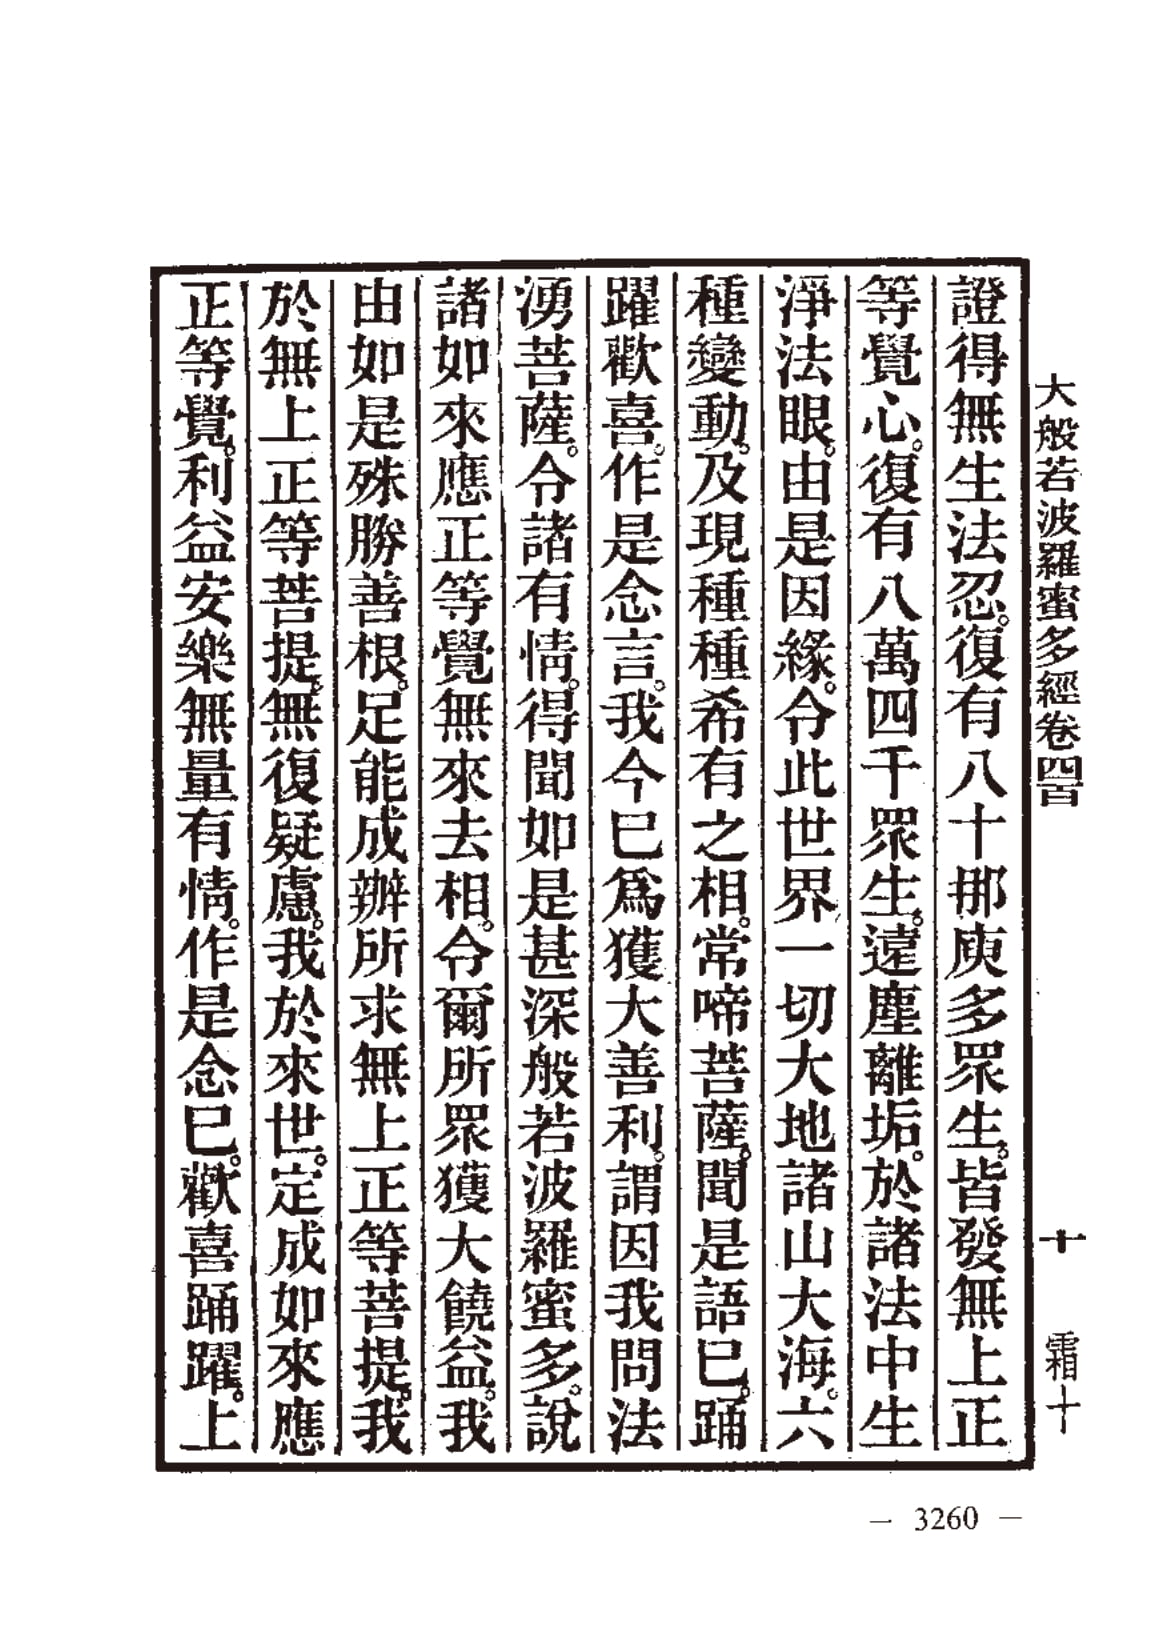 大般若波羅蜜多經卷四百 十 霜十
證得無生法忍。復有八十那庾多眾生。皆發無上正
等覺心。復有八萬四千眾生。遠塵離垢。於諸法中生
淨法眼。由是因緣。令此世界一切大地諸山大海。六
種變動。及現種種希有之相。常啼菩薩。聞是語已。踊
躍歡喜。作是念言。我今已爲獲大善利。謂因我問法
湧菩薩。令諸有情。得聞如是甚深般若波羅蜜多。說
諸如來應正等覺無來去相。令爾所眾獲大饒益。我
由如是殊勝善根。足能成辦所求無上正等菩提。我
於無上正等菩提。無復疑慮。我於來世。定成如來應
正等覺。利益安樂無量有情。作是念已。歡喜踊躍。上
— 3260 —